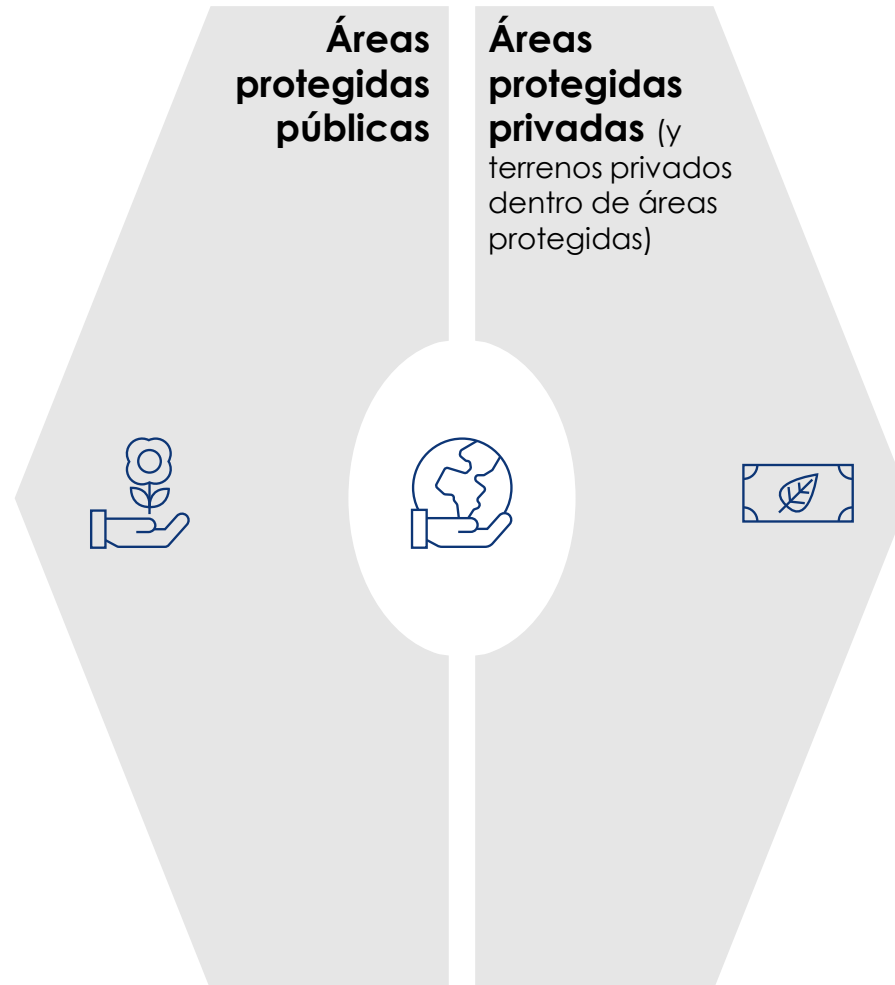 Áreas
protegidas
públicas
Áreas
protegidas
privadas (y
terrenos privados
dentro de áreas
protegidas)